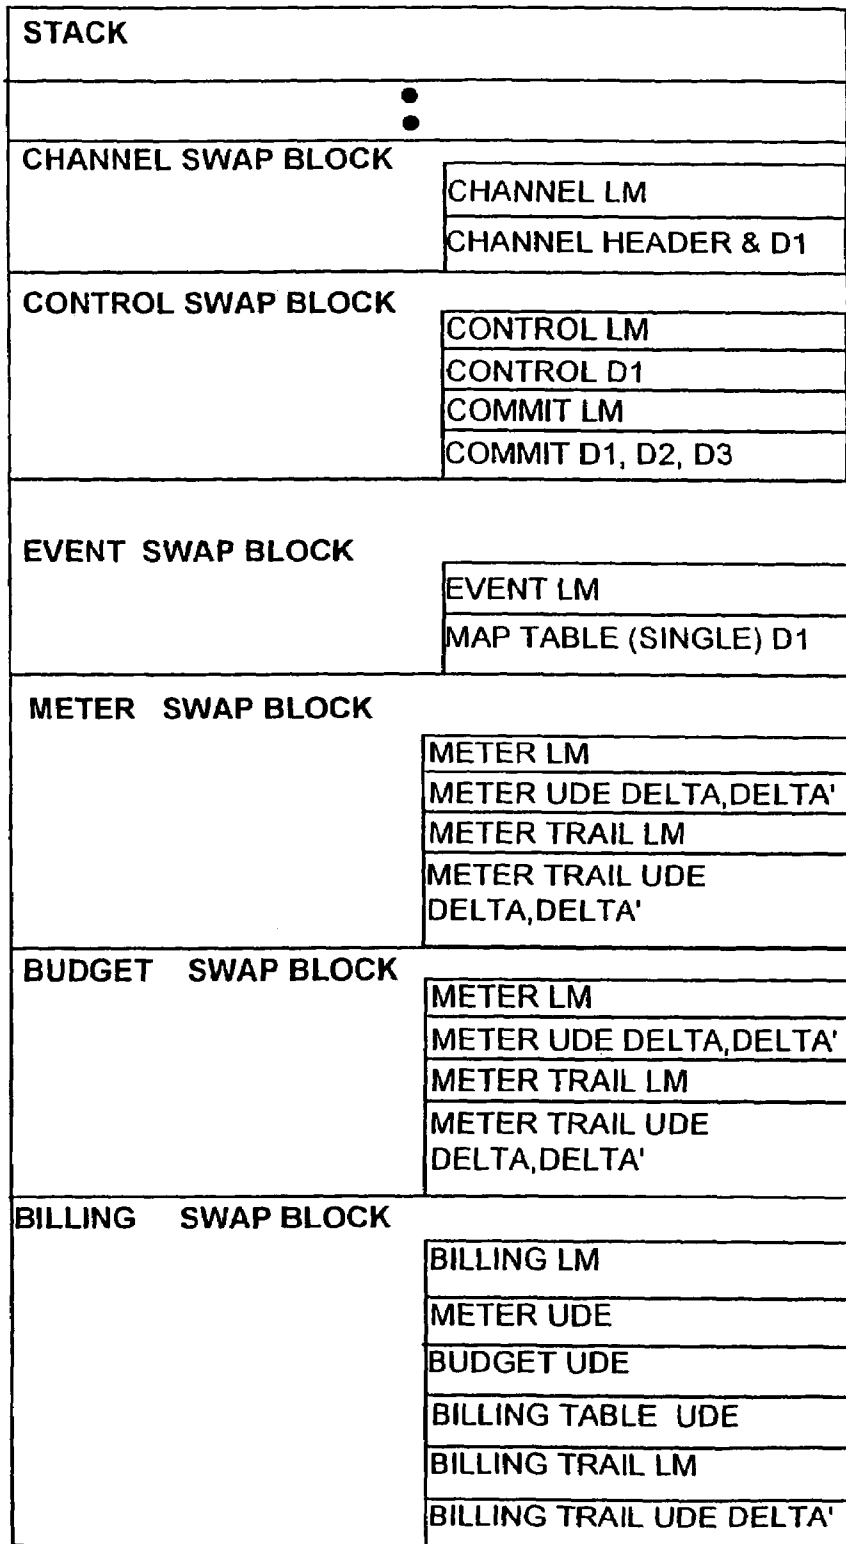 STACK
CHANNEL SWAP BLOCK
CHANNEL LM
CHANNEL HEADER & D1
CONTROL SWAP BLOCK
CONTROL LM
CONTROL D1
COMMIT LM
COMMIT D1, D2, D3
EVENT SWAP BLOCK
EVENT LM
MAP TABLE (SINGLE) D1
METER SWAP BLOCK
METER LM
METER UDE DELTA,DELTA'
METER TRAIL LM
METER TRAIL UDE
DELTA,DELTA'
BUDGET SWAP BLOCK
METER LM
METER UDE DELTA,DELTA'
METER TRAIL LM
METER TRAIL UDE
DELTA,DELTA'
BILLING SWAP BLOCK
BILLING LM
METER UDE
BUDGET UDE
BILLING TABLE UDE
BILLING TRAIL LM
BILLING TRAIL UDE DELTA'